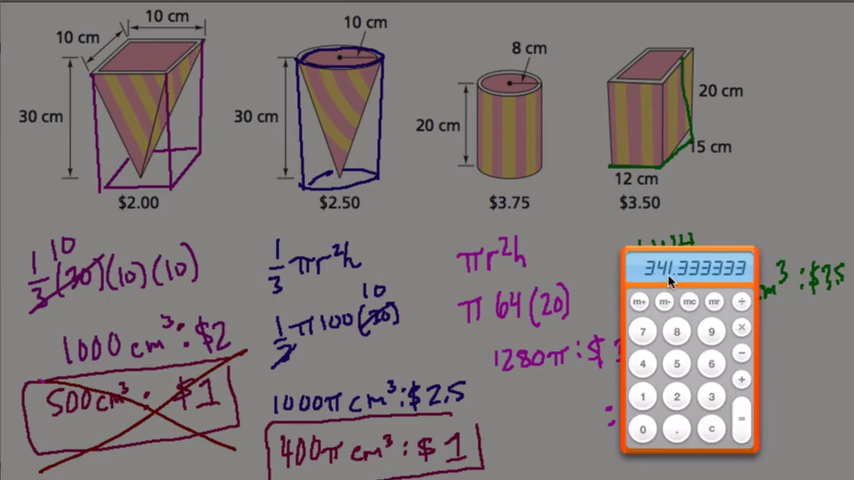 10 cm
10 cm
30 cm
$2.00
10 cm
30 cm
$2.50
8 cm
20 cm
$3.75
20 cm
15 cm
12 cm
$3.50
10
1/3 (30)(10)(10)
1000 cm³ : $2
500 cm³ : $1
1/3 πr²h
10
1/3 π100 (30)
1000π cm³ : $2.5
400π cm³ : $1
πr²h
π 64 (20)
1280π : $
:
cm³ : $3.5
341.333333
m+ m- mc mr ÷
7 8 9 ×
4 5 6 −
1 2 3 +
0 . c =